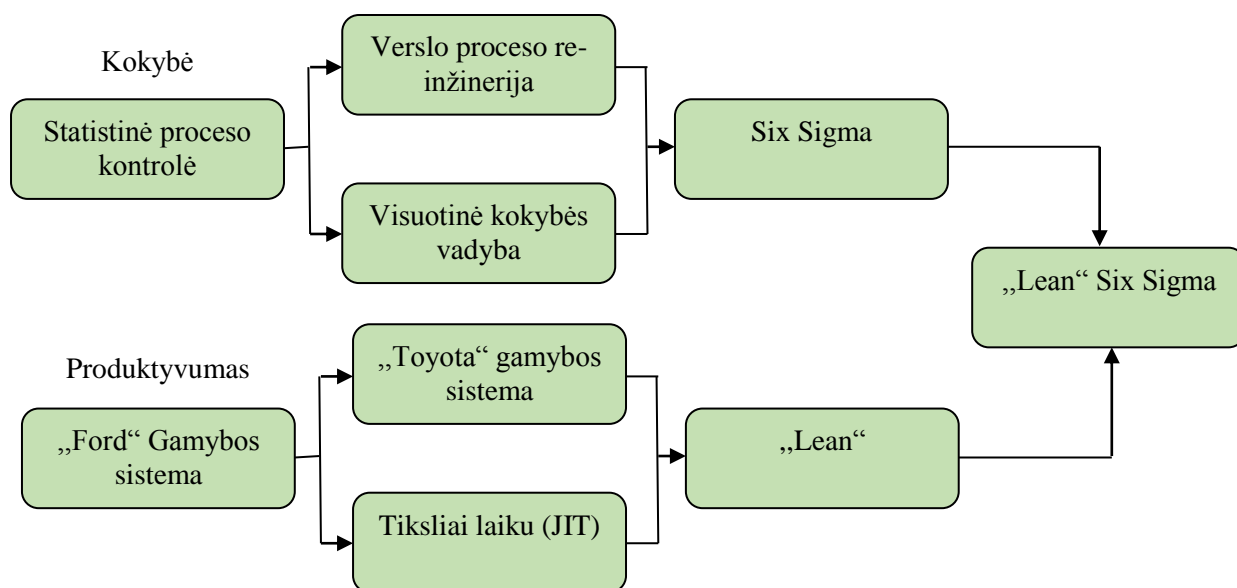 Kokybė
Statistinė proceso
kontrolė
Verslo proceso re-
inžinerija
Visuotinė kokybės
vadyba
Six Sigma
„Lean“ Six Sigma
Produktyvumas
„Ford“ Gamybos
sistema
„Toyota“ gamybos
sistema
Tiksliai laiku (JIT)
„Lean“